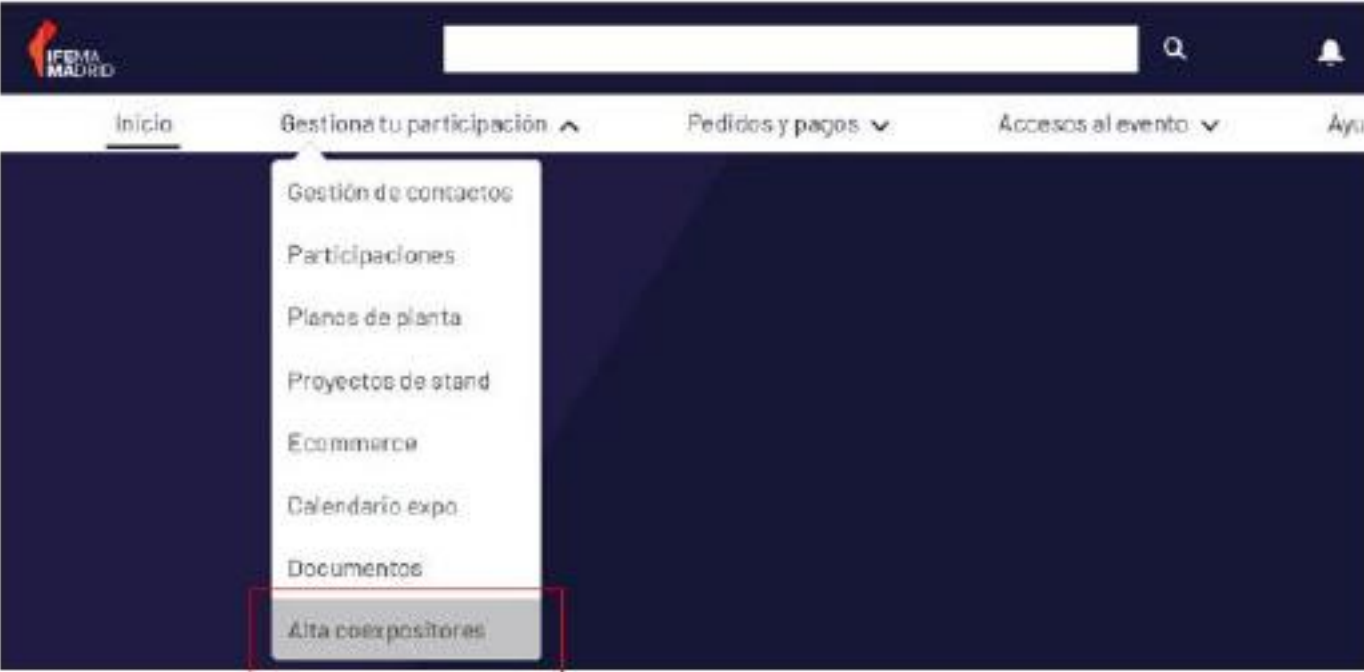 IFEMA
MADRID
Inicio
Gestiona tu participación
Pedidos y pagos
Accesos al evento
Ayu
Gestión de contactos
Participaciones
Planos de planta
Proyectos de stand
Ecommerce
Calendario expo
Documentos
Alta coexpositores